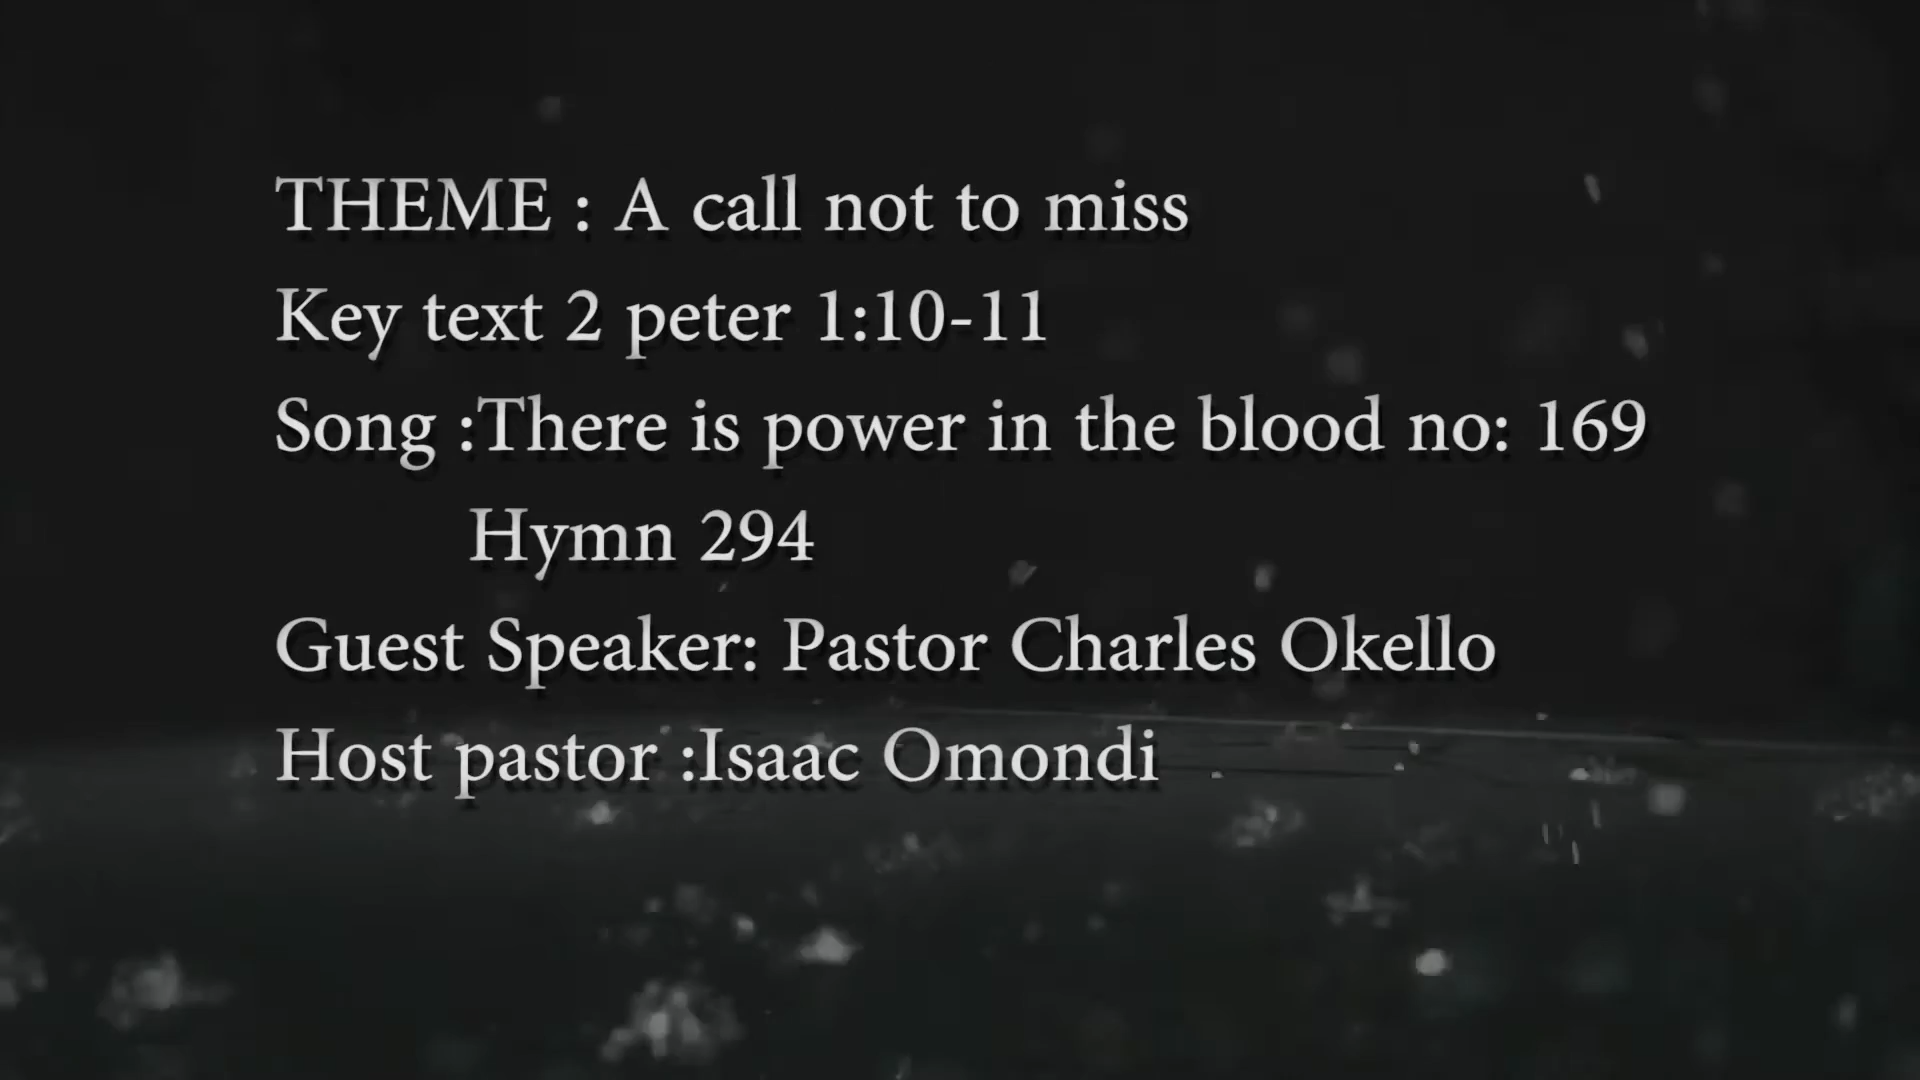 THEME : A call not to miss
Key text 2 peter 1:10-11
Song :There is power in the blood no: 169
Hymn 294
Guest Speaker: Pastor Charles Okello
Host pastor :Isaac Omondi